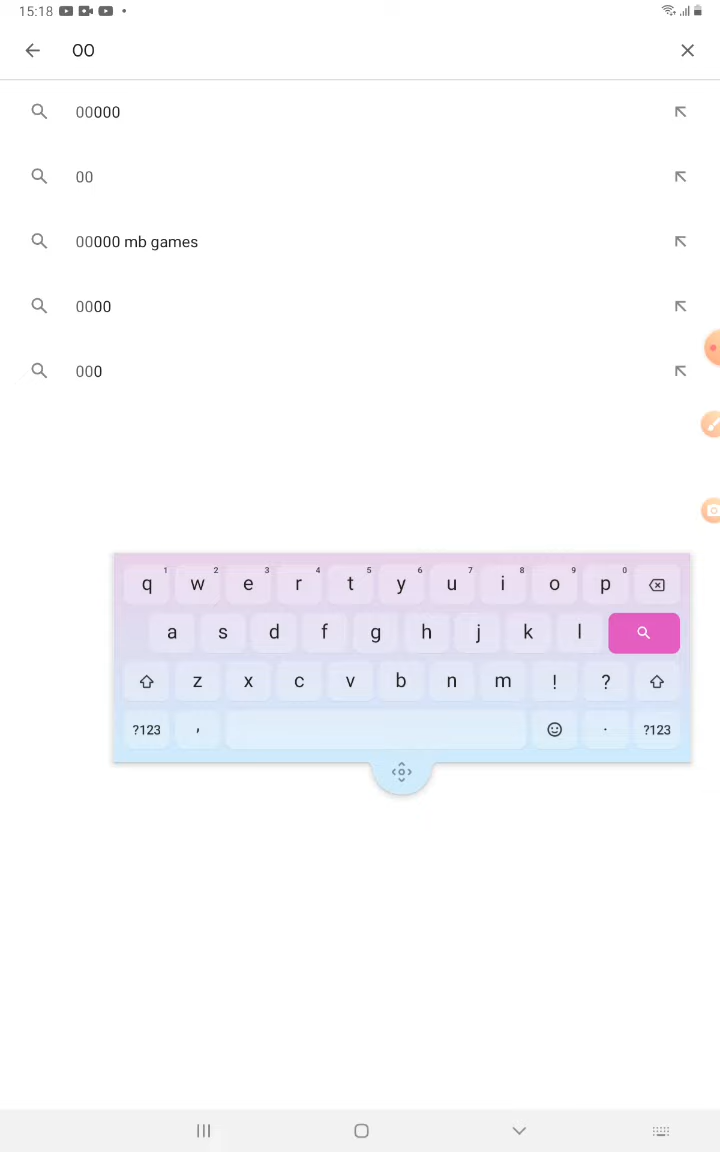 15:18
00
00000
00
00000 mb games
0000
000
1 2 3 4 5 6 7 8 9 0
q w e r t y u i o p
a s d f g h j k l
z x c v b n m ! ?
?123 , . ?123